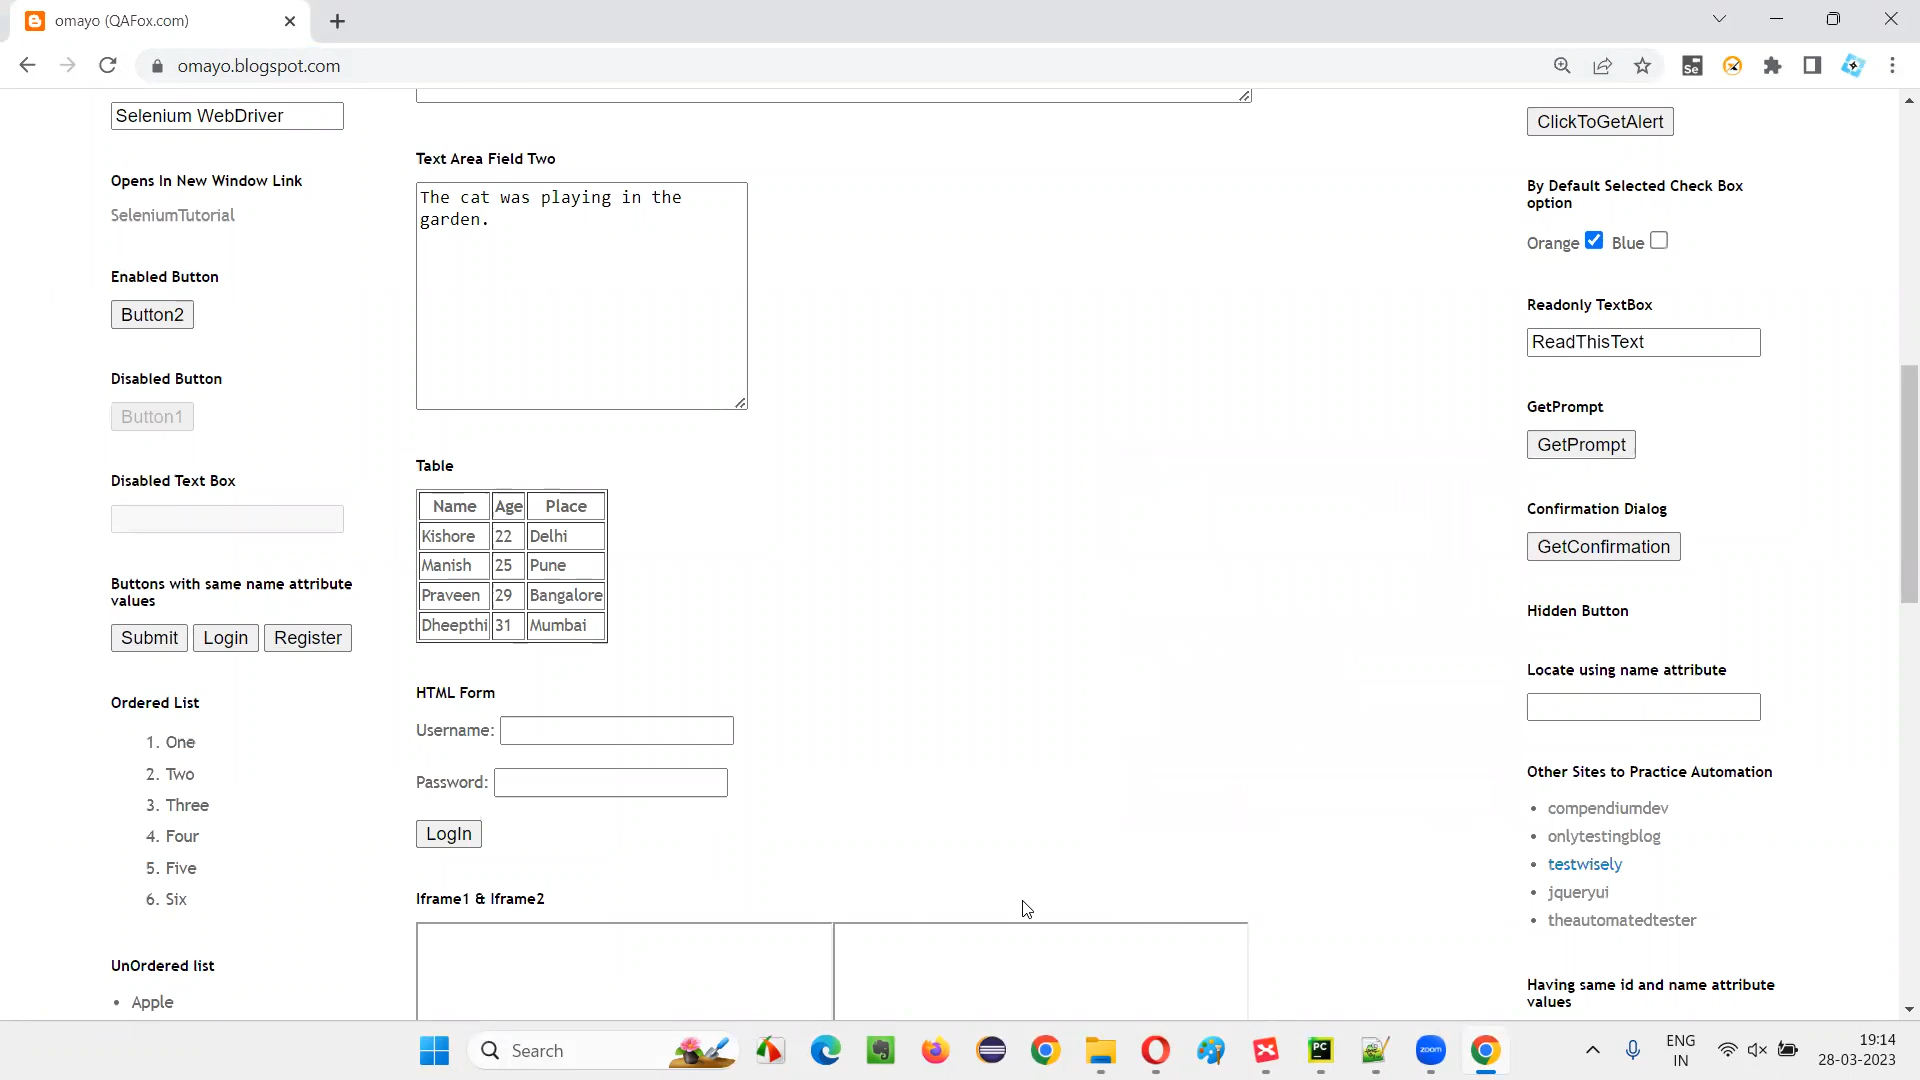 omayo (QAFox.com)
omayo.blogspot.com
Selenium WebDriver
Opens In New Window Link
SeleniumTutorial
Enabled Button
Button2
Disabled Button
Button1
Disabled Text Box
Buttons with same name attribute
values
Submit Login Register
Ordered List
1. One
2. Two
3. Three
4. Four
5. Five
6. Six
UnOrdered list
• Apple
Text Area Field Two
The cat was playing in the
garden.
Table
Name Age Place
Kishore 22 Delhi
Manish 25 Pune
Praveen 29 Bangalore
Dheepthi 31 Mumbai
HTML Form
Username:
Password:
LogIn
Iframe1 & Iframe2
ClickToGetAlert
By Default Selected Check Box
option
Orange Blue
Readonly TextBox
ReadThisText
GetPrompt
GetPrompt
Confirmation Dialog
GetConfirmation
Hidden Button
Locate using name attribute
Other Sites to Practice Automation
• compendiumdev
• onlytestingblog
• testwisely
• jqueryui
• theautomatedtester
Having same id and name attribute
values
Se
Search
PC
zoom
ENG
IN
19:14
28-03-2023